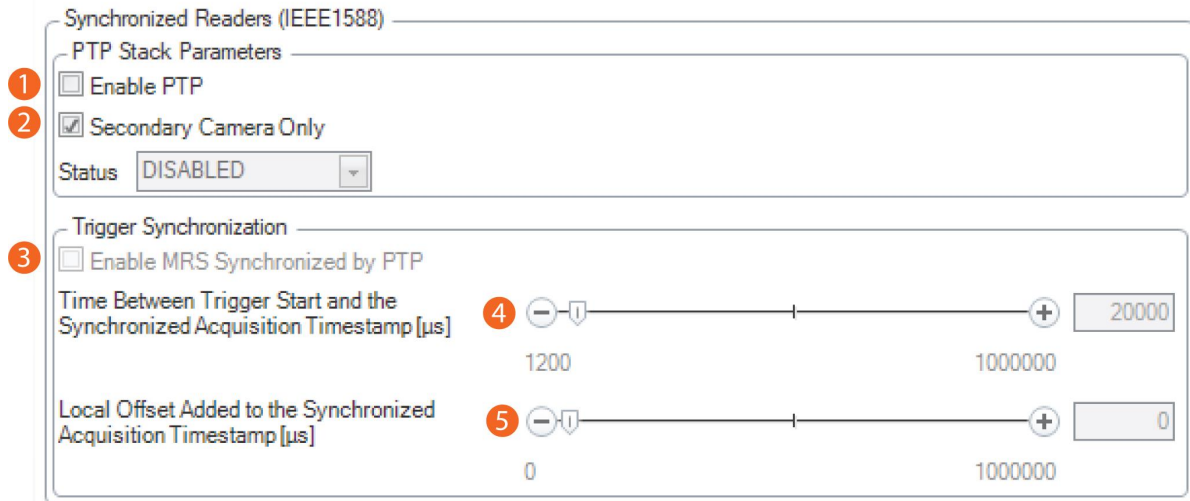 Synchronized Readers (IEEE1588)
PTP Stack Parameters
1 Enable PTP
2 Secondary Camera Only
Status DISABLED
Trigger Synchronization
3 Enable MRS Synchronized by PTP
Time Between Trigger Start and the
Synchronized Acquisition Timestamp [µs]
4 20000
1200 1000000
Local Offset Added to the Synchronized
Acquisition Timestamp [µs]
5 0
0 1000000